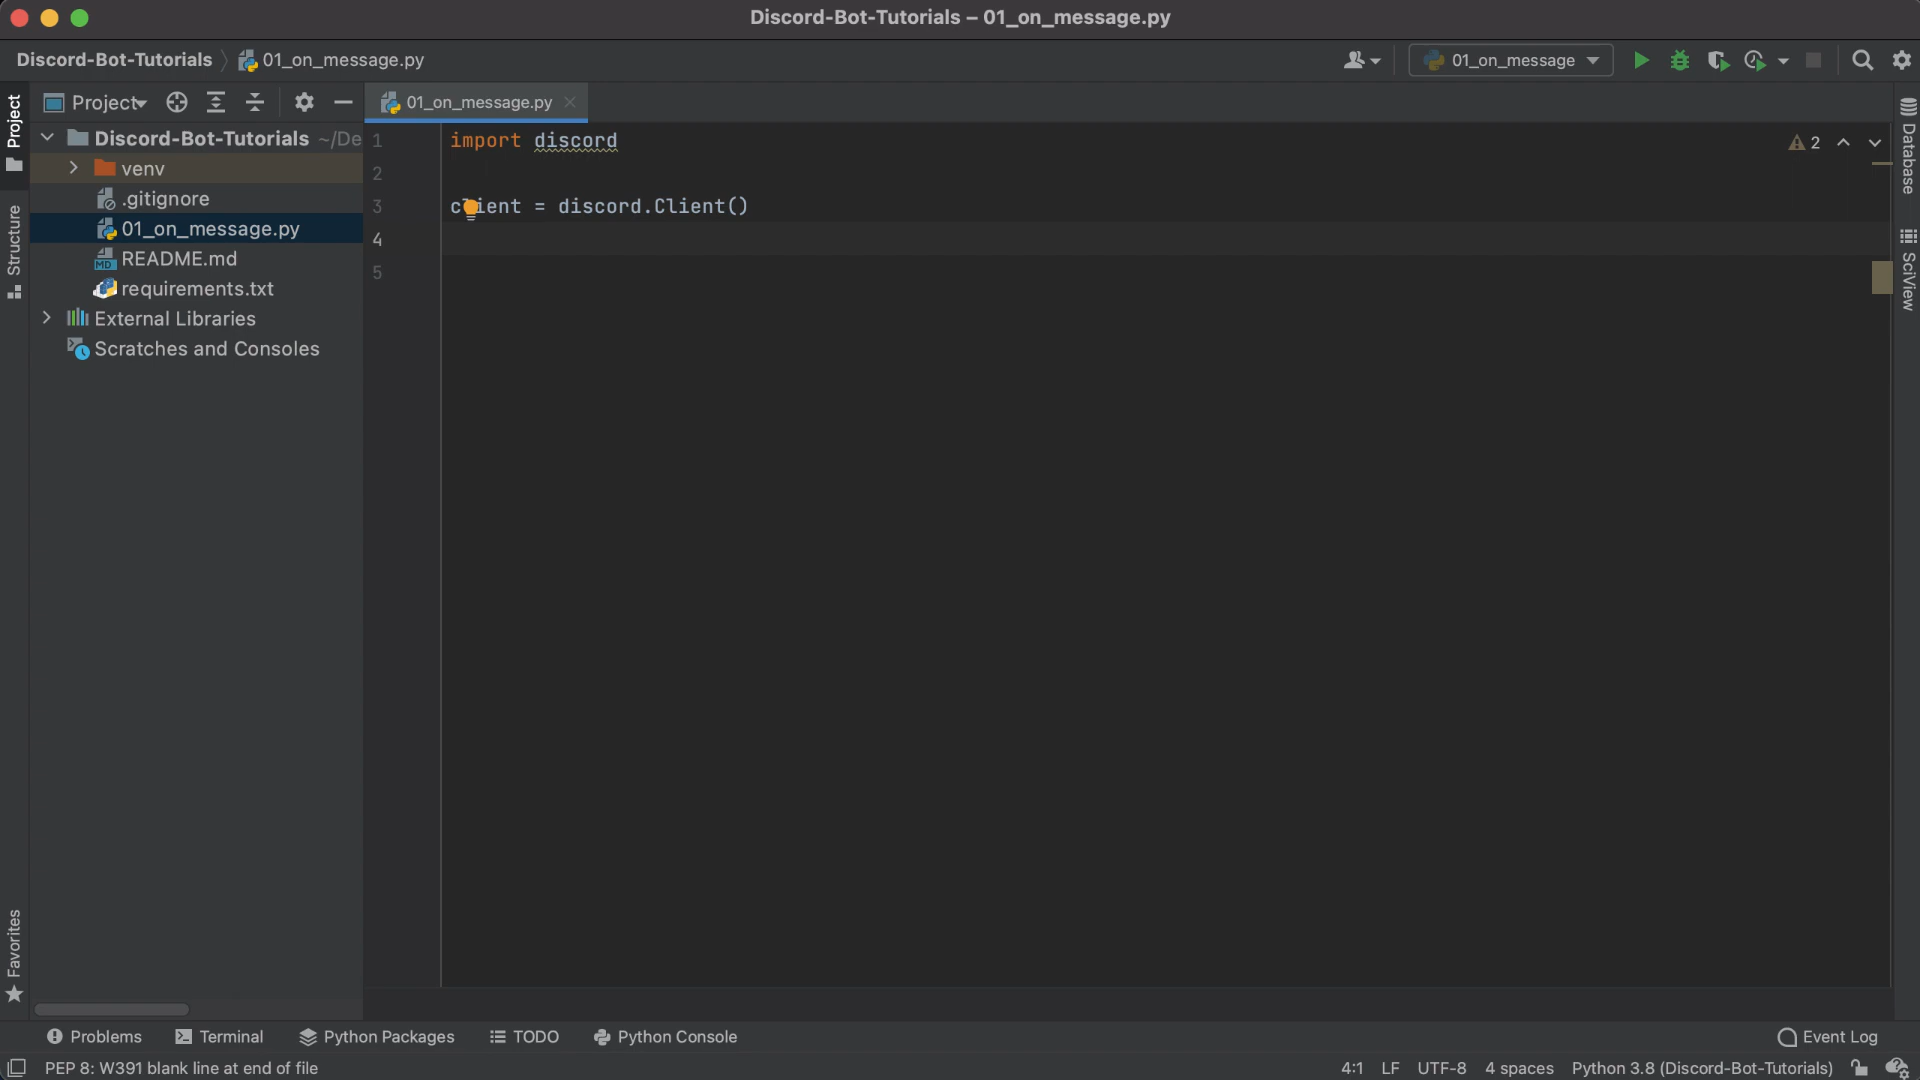 Discord-Bot-Tutorials – 01_on_message.py
Discord-Bot-Tutorials 01_on_message.py
01_on_message
Project
Project
01_on_message.py
Discord-Bot-Tutorials ~/De
venv
.gitignore
01_on_message.py
MD README.md
requirements.txt
External Libraries
Scratches and Consoles
Structure
Favorites
1 import discord
2
3 client = discord.Client()
4
5
2
Database
SciView
Problems Terminal Python Packages TODO Python Console Event Log
PEP 8: W391 blank line at end of file 4:1 LF UTF-8 4 spaces Python 3.8 (Discord-Bot-Tutorials)